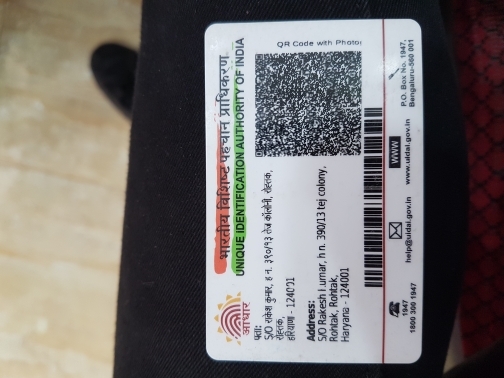 भारतीय विशिष्ट पहचान प्राधिकरण
UNIQUE IDENTIFICATION AUTHORITY OF INDIA
आधार
QR Code with Photo
पता:
S/O राकेश कुमार, ह न. ३९०/१३ तेज कॉलोनी, रोहतक,
रोहतक,
हरियाणा - 124001
Address:
S/O Rakesh umar, h n. 390/13 tej colony,
Rohtak, Rohtak,
Haryana - 124001
1947
1800 300 1947
help@uidai.gov.in
WWW
www.uidai.gov.in
P.O. Box No. 1947,
Bengaluru-560 001